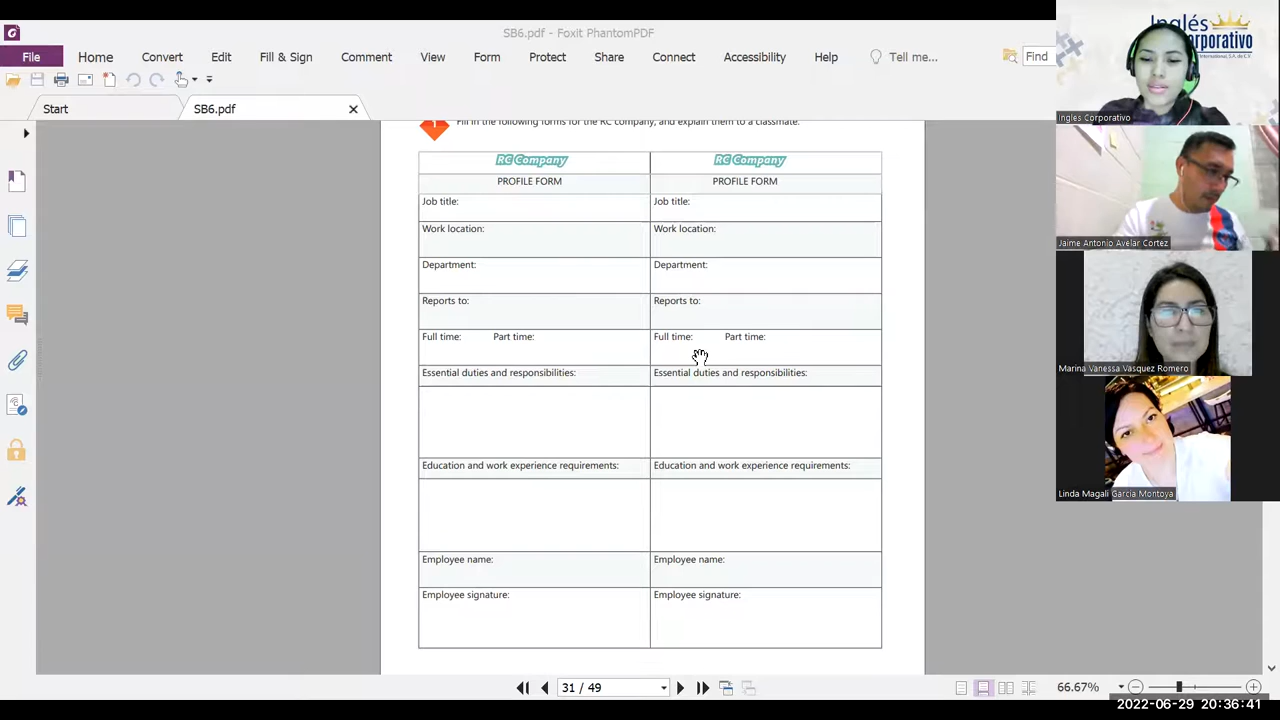 SB6.pdf - Foxit PhantomPDF
File Home Convert Edit Fill & Sign Comment View Form Protect Share Connect Accessibility Help Tell me... Find
Start SB6.pdf
Fill in the following forms for the RC company, and explain them to a classmate.
RC Company RC Company
PROFILE FORM PROFILE FORM
Job title: Job title:
Work location: Work location:
Department: Department:
Reports to: Reports to:
Full time: Part time: Full time: Part time:
Essential duties and responsibilities: Essential duties and responsibilities:
Education and work experience requirements: Education and work experience requirements:
Employee name: Employee name:
Employee signature: Employee signature:
31 / 49
66.67%
Inglés
orporativo
International, S.A. de C.V.
Ingles Corporativo
Jaime Antonio Avelar Cortez
Marina Vanessa Vasquez Romero
Linda Magali Garcia Montoya
2022-06-29 20:36:41